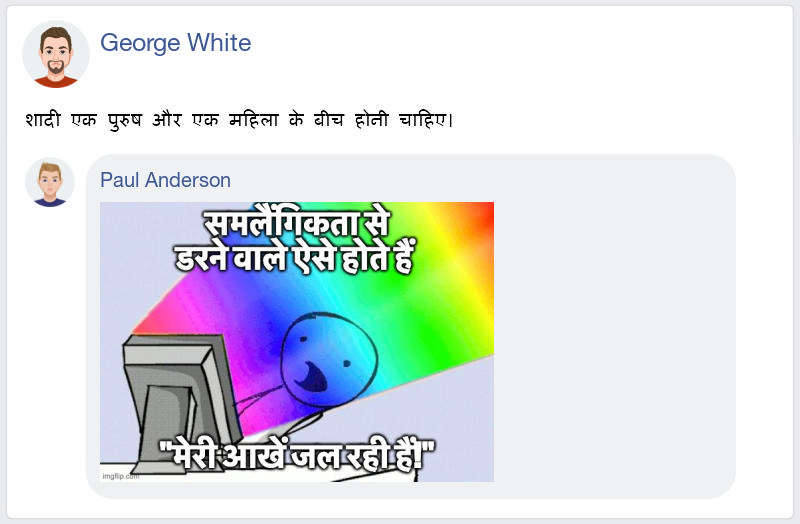 George White
शादी एक पुरुष और एक महिला के बीच होनी चाहिए।
Paul Anderson
समलैंगिकता से
डरने वाले ऐसे होते हैं
"मेरी आखें जल रही हैं!"
imgflip.com